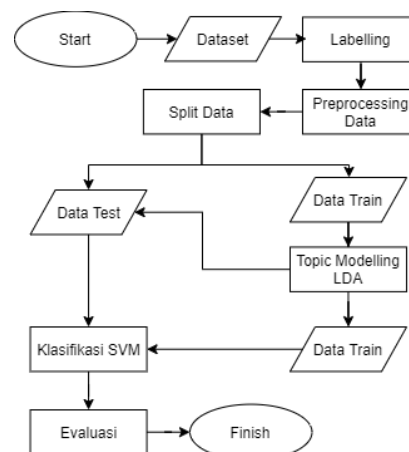 Start
Dataset
Labelling
Split Data
Preprocessing
Data
Data Test
Data Train
Topic Modelling
LDA
Klasifikasi SVM
Data Train
Evaluasi
Finish